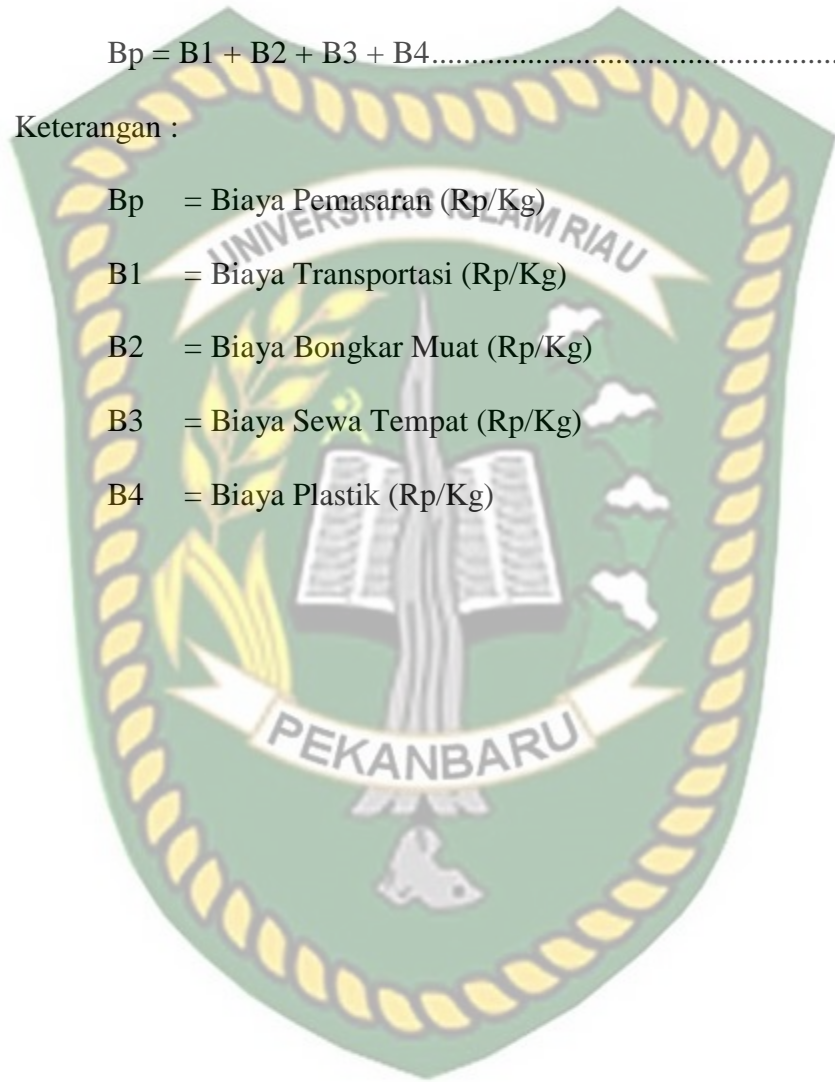 Bp = B1 + B2 + B3 + B4.....................................................
Keterangan :
Bp = Biaya Pemasaran (Rp/Kg)
UNIVERSITAS ISLAM RIAU
B1 = Biaya Transportasi (Rp/Kg)
B2 = Biaya Bongkar Muat (Rp/Kg)
B3 = Biaya Sewa Tempat (Rp/Kg)
B4 = Biaya Plastik (Rp/Kg)
PEKANBARU